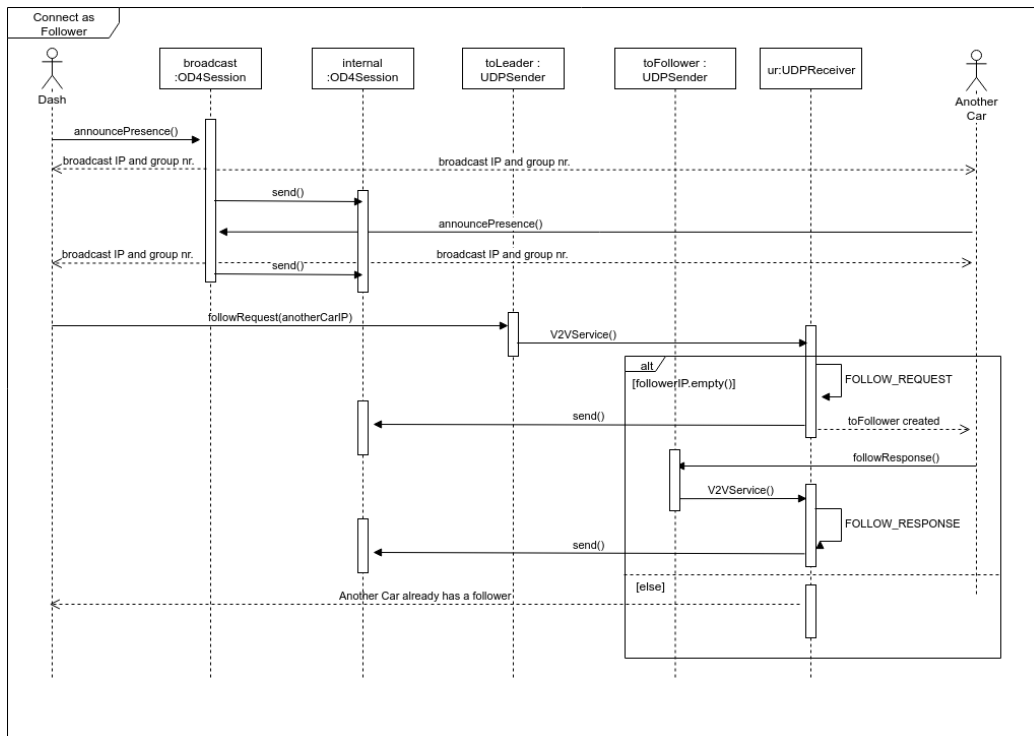 Connect as
Follower
broadcast
:OD4Session
internal
:OD4Session
toLeader :
UDPSender
toFollower :
UDPSender
ur:UDPReceiver
Dash
Another
Car
announcePresence()
broadcast IP and group nr.
broadcast IP and group nr.
send()
announcePresence()
broadcast IP and group nr.
broadcast IP and group nr.
send()
followRequest(anotherCarIP)
V2VService()
alt
[followerIP.empty()]
FOLLOW_REQUEST
send()
toFollower created
followResponse()
V2VService()
FOLLOW_RESPONSE
send()
[else]
Another Car already has a follower